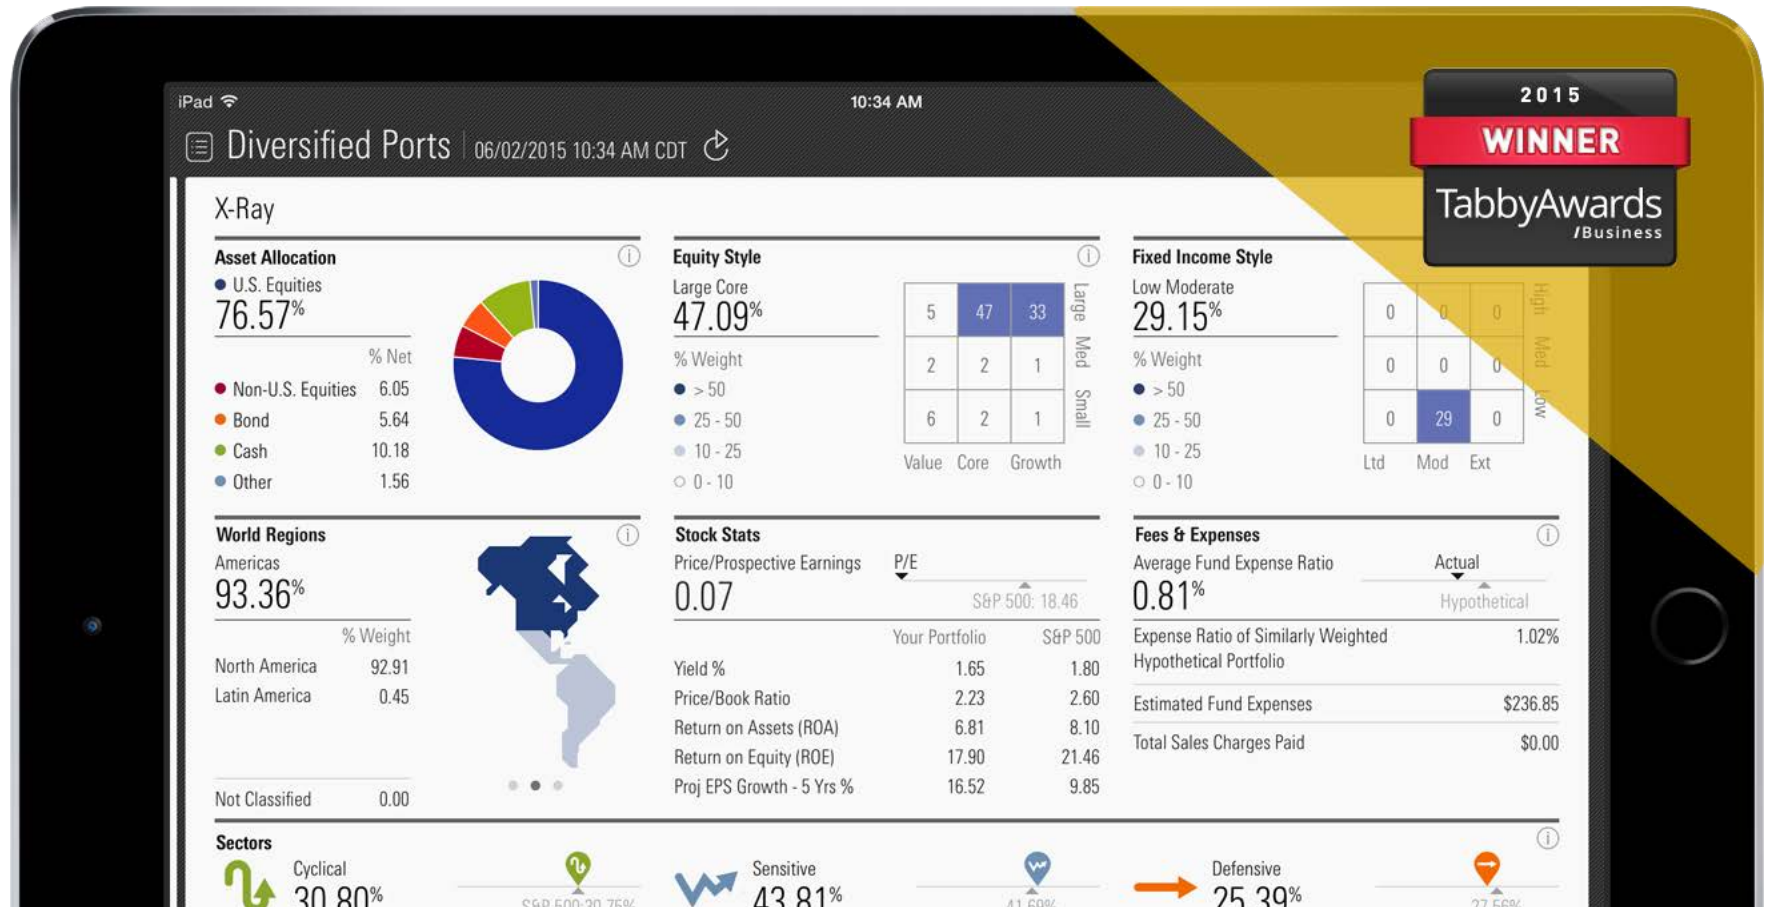 iPad
10:34 AM
Diversified Ports 06/02/2015 10:34 AM CDT
2015
WINNER
TabbyAwards
/Business
X-Ray
Asset Allocation
U.S. Equities
76.57%
% Net
Non-U.S. Equities 6.05
Bond 5.64
Cash 10.18
Other 1.56
Equity Style
Large Core
47.09%
% Weight
> 50
25 - 50
10 - 25
0 - 10
5 47 33 Large
2 2 1 Med
6 2 1 Small
Value Core Growth
Fixed Income Style
Low Moderate
29.15%
% Weight
> 50
25 - 50
10 - 25
0 - 10
0 0 0 High
0 0 0 Med
0 29 0 Low
Ltd Mod Ext
World Regions
Americas
93.36%
% Weight
North America 92.91
Latin America 0.45
Not Classified 0.00
Stock Stats
Price/Prospective Earnings P/E
0.07 S&P 500: 18.46
Your Portfolio S&P 500
Yield % 1.65 1.80
Price/Book Ratio 2.23 2.60
Return on Assets (ROA) 6.81 8.10
Return on Equity (ROE) 17.90 21.46
Proj EPS Growth - 5 Yrs % 16.52 9.85
Fees & Expenses
Average Fund Expense Ratio Actual
0.81% Hypothetical
Expense Ratio of Similarly Weighted 1.02%
Hypothetical Portfolio
Estimated Fund Expenses $236.85
Total Sales Charges Paid $0.00
Sectors
Cyclical
30.80%
Sensitive
43.81%
Defensive
25.39%